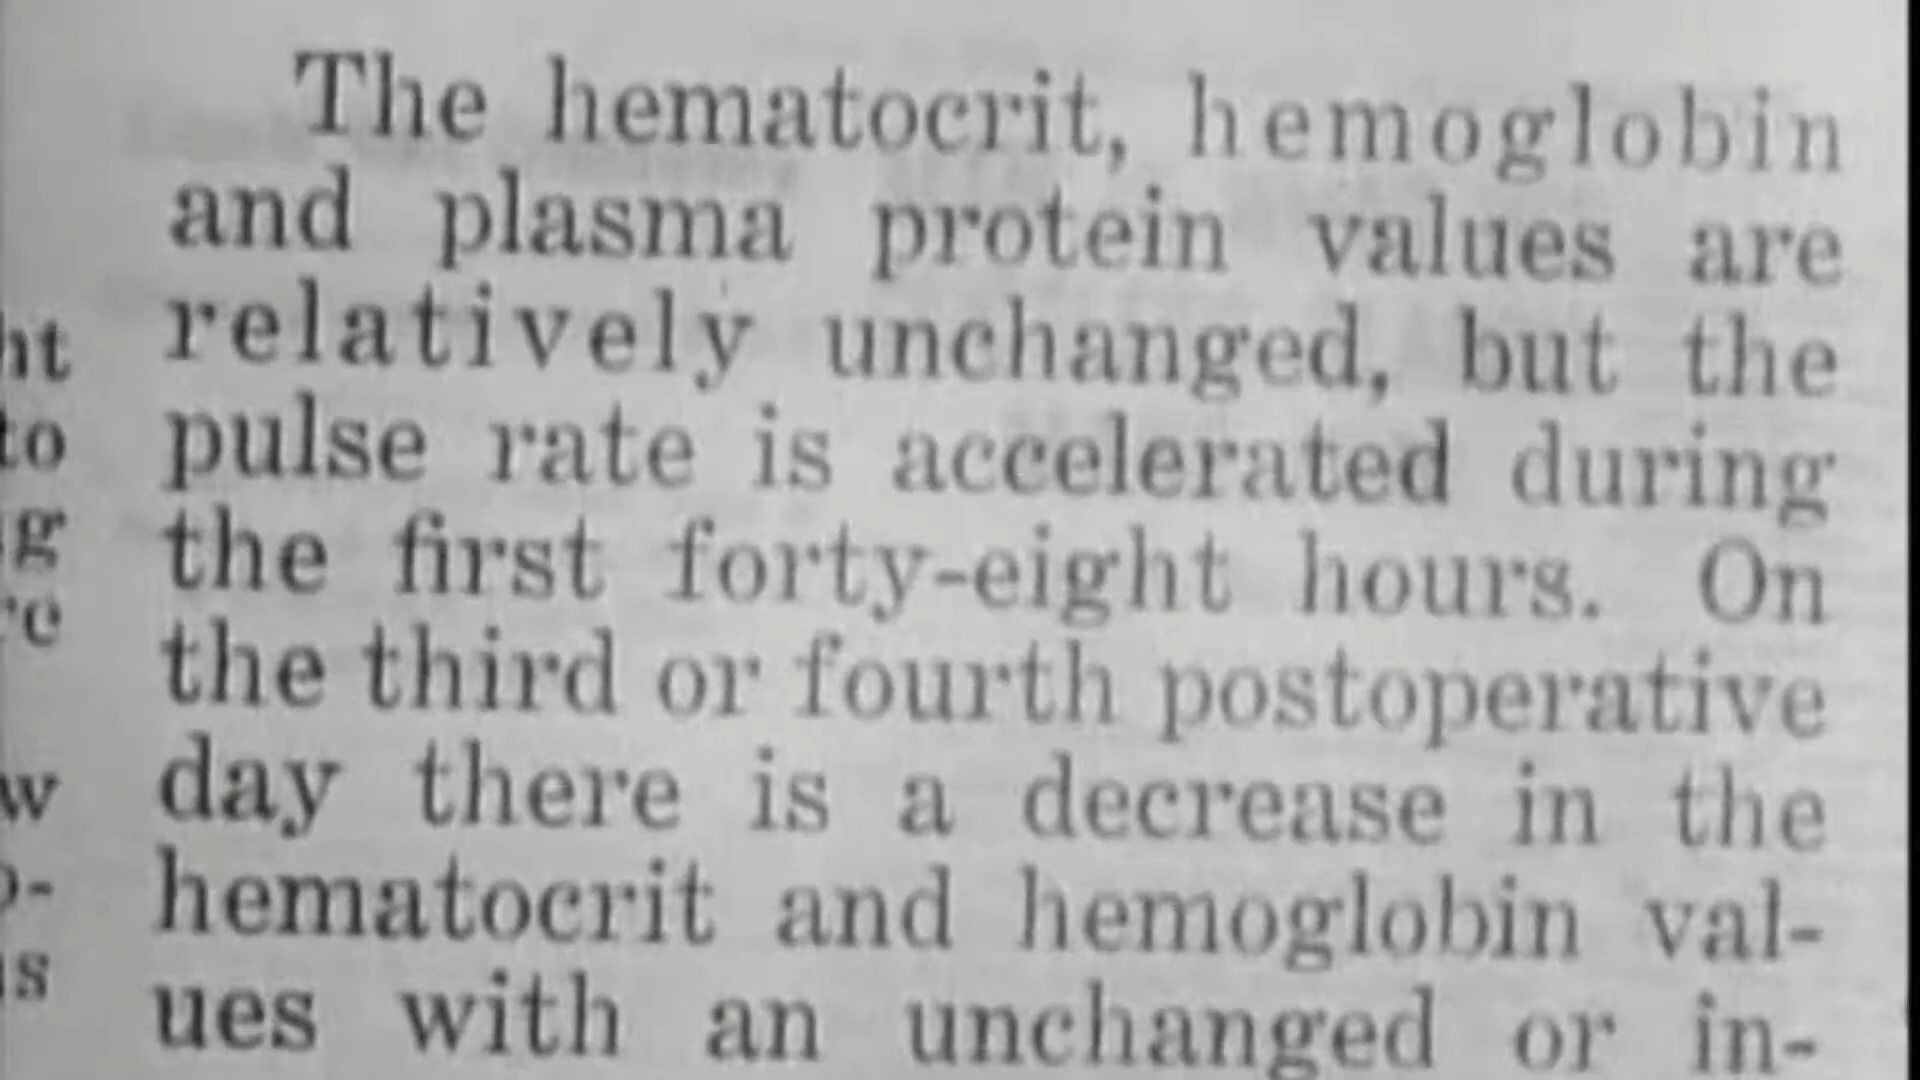 The hematocrit, hemoglobin
and plasma protein values are
relatively unchanged, but the
pulse rate is accelerated during
the first forty-eight hours. On
the third or fourth postoperative
day there is a decrease in the
hematocrit and hemoglobin val-
ues with an unchanged or in-